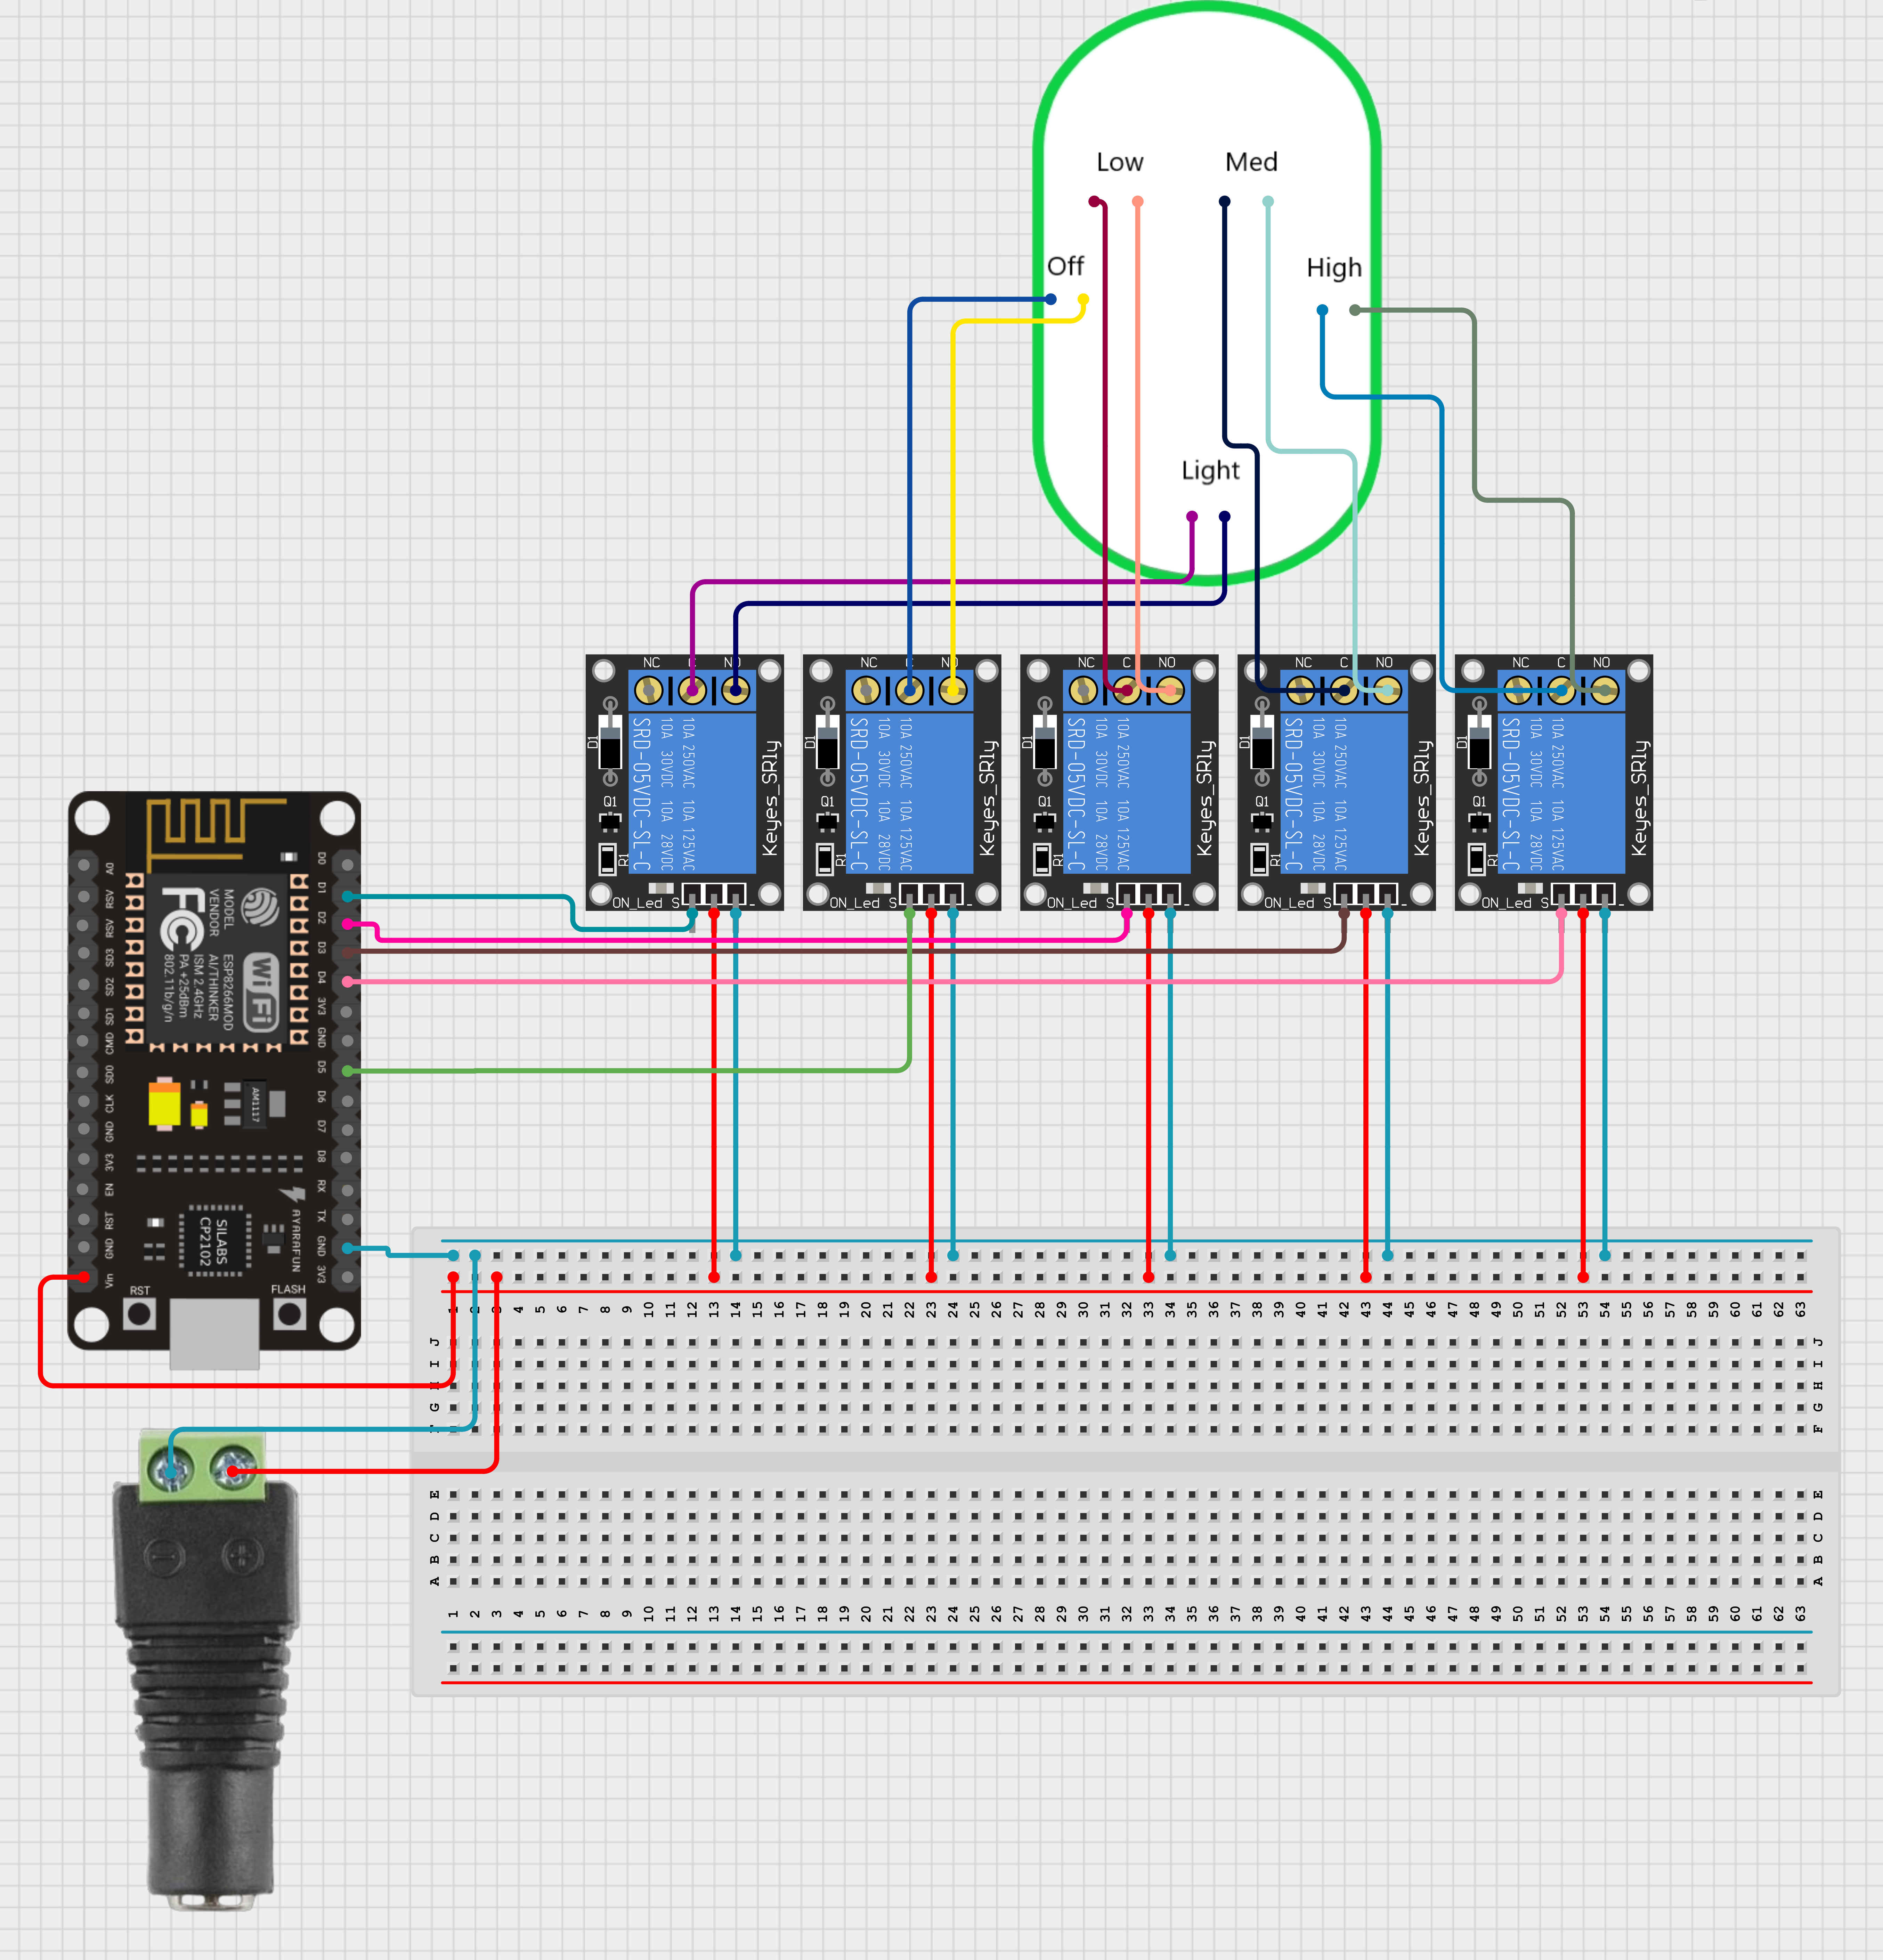 Low
Med
Off
High
Light
NC C NO
D1
Q1
R1
SRD-05VDC-SL-C
10A 30VDC 10A 28VDC
10A 250VAC 10A 125VAC
Keyes_SRly
ON_Led S -
NC C NO
D1
Q1
R1
SRD-05VDC-SL-C
10A 30VDC 10A 28VDC
10A 250VAC 10A 125VAC
Keyes_SRly
ON_Led S -
NC C NO
D1
Q1
R1
SRD-05VDC-SL-C
10A 30VDC 10A 28VDC
10A 250VAC 10A 125VAC
Keyes_SRly
ON_Led S -
NC C NO
D1
Q1
R1
SRD-05VDC-SL-C
10A 30VDC 10A 28VDC
10A 250VAC 10A 125VAC
Keyes_SRly
ON_Led S -
NC C NO
D1
Q1
R1
SRD-05VDC-SL-C
10A 30VDC 10A 28VDC
10A 250VAC 10A 125VAC
Keyes_SRly
ON_Led S -
A0
RSV
RSV
SD3
SD2
SD1
CMD
SD0
CLK
GND
3V3
EN
RST
GND
Vin
D0
D1
D2
D3
D4
3V3
GND
D5
D6
D7
D8
RX
TX
GND
3V3
FC
MODEL
VENDOR
ESP8266MOD
AI/THINKER
ISM 2.4GHz
PA +25dBm
802.11b/g/n
WiFi
AM1117
SILABS
CP2102
AYARAFUN
RST
FLASH
1 2 3 4 5 6 7 8 9 10 11 12 13 14 15 16 17 18 19 20 21 22 23 24 25 26 27 28 29 30 31 32 33 34 35 36 37 38 39 40 41 42 43 44 45 46 47 48 49 50 51 52 53 54 55 56 57 58 59 60 61 62 63
J J
I I
H H
G G
F F
E E
D D
C C
B B
A A
1 2 3 4 5 6 7 8 9 10 11 12 13 14 15 16 17 18 19 20 21 22 23 24 25 26 27 28 29 30 31 32 33 34 35 36 37 38 39 40 41 42 43 44 45 46 47 48 49 50 51 52 53 54 55 56 57 58 59 60 61 62 63
- +